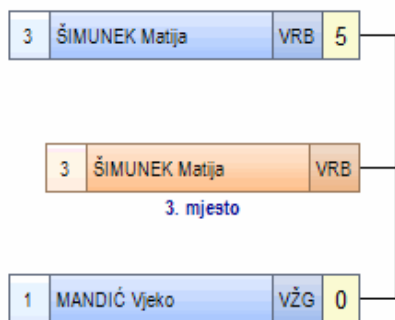 3 ŠIMUNEK Matija VRB 5
3 ŠIMUNEK Matija VRB
3. mjesto
1 MANDIĆ Vjeko VŽG 0